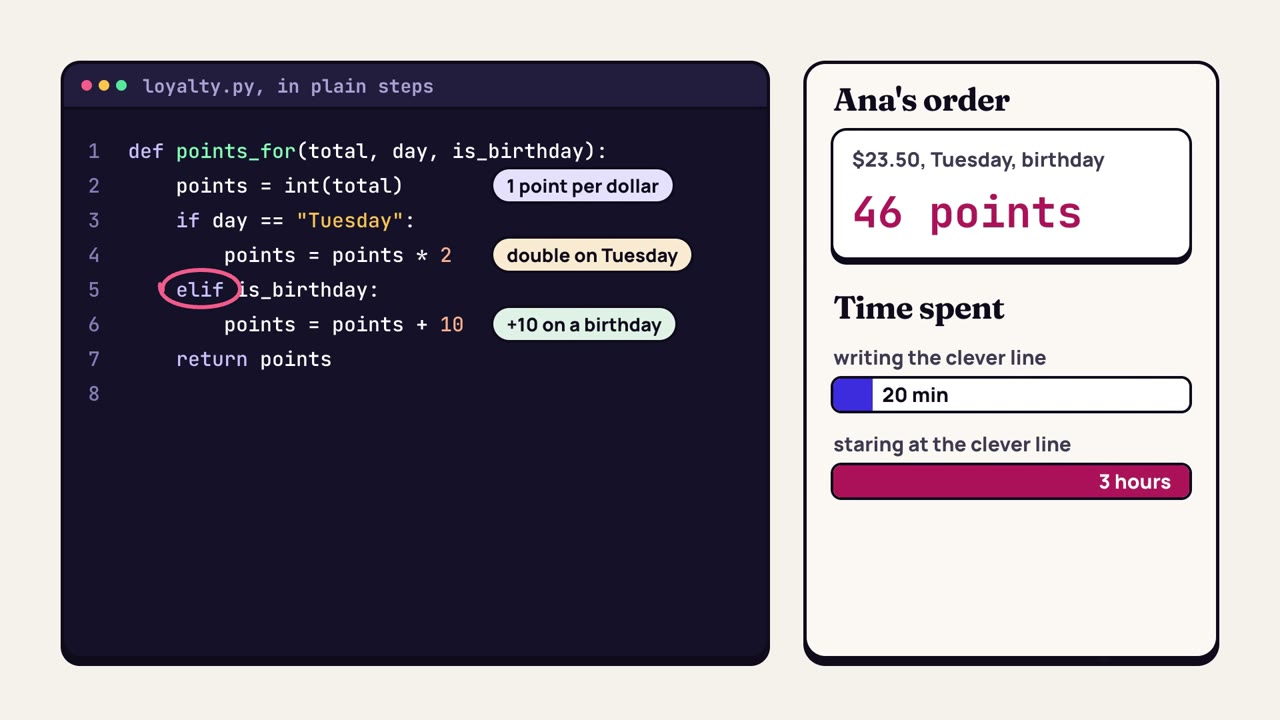 loyalty.py, in plain steps
1 def points_for(total, day, is_birthday):
2 points = int(total) 1 point per dollar
3 if day == "Tuesday":
4 points = points * 2 double on Tuesday
5 elif is_birthday:
6 points = points + 10 +10 on a birthday
7 return points
8
Ana's order
$23.50, Tuesday, birthday
46 points
Time spent
writing the clever line
20 min
staring at the clever line
3 hours